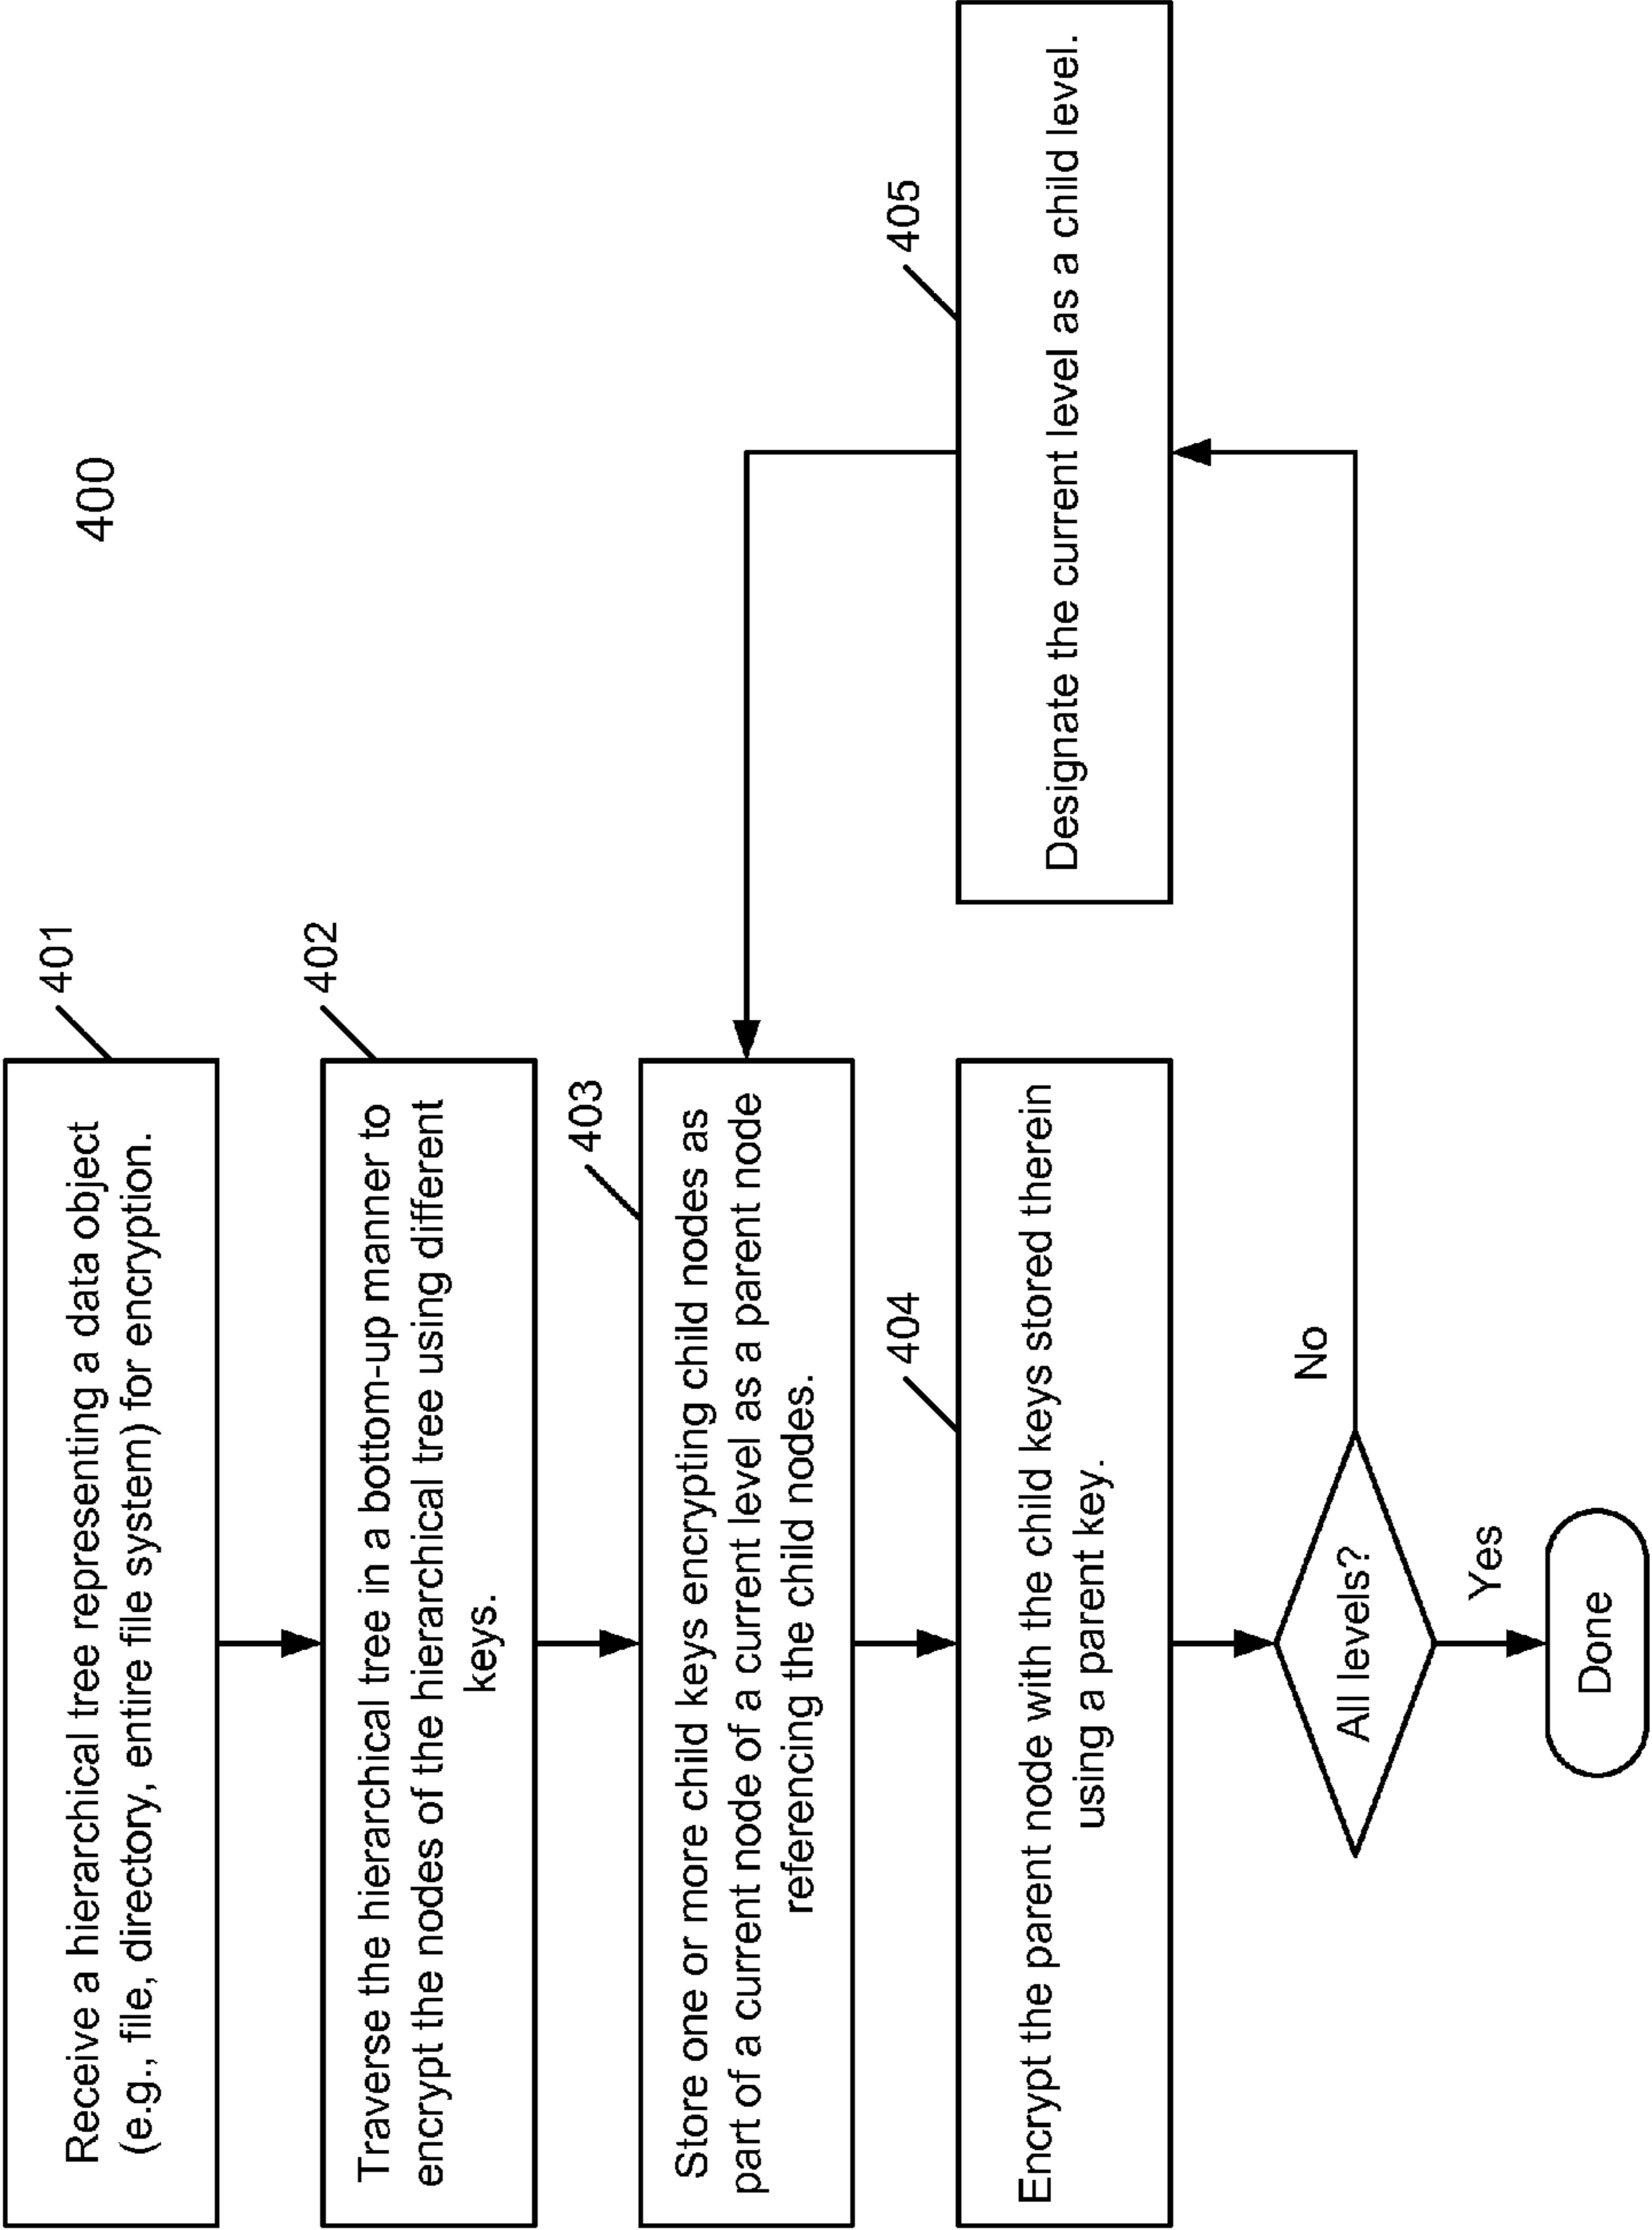 400
401
Receive a hierarchical tree representing a data object
(e.g., file, directory, entire file system) for encryption.
402
Traverse the hierarchical tree in a bottom-up manner to
encrypt the nodes of the hierarchical tree using different
keys.
403
Store one or more child keys encrypting child nodes as
part of a current node of a current level as a parent node
referencing the child nodes.
404
Encrypt the parent node with the child keys stored therein
using a parent key.
405
Designate the current level as a child level.
All levels?
No
Yes
Done